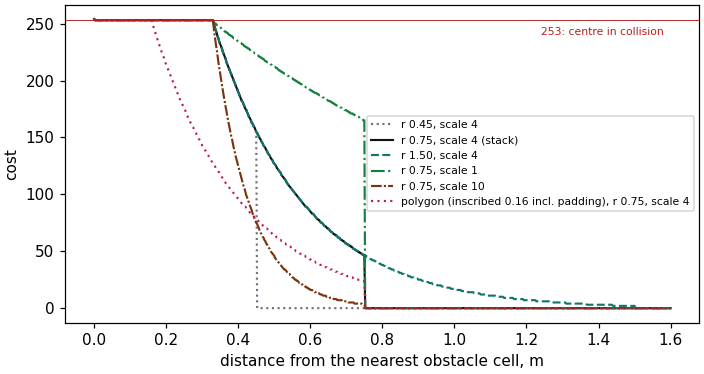 250
200
150
100
50
0
cost
253: centre in collision
r 0.45, scale 4
r 0.75, scale 4 (stack)
r 1.50, scale 4
r 0.75, scale 1
r 0.75, scale 10
polygon (inscribed 0.16 incl. padding), r 0.75, scale 4
0.0 0.2 0.4 0.6 0.8 1.0 1.2 1.4 1.6
distance from the nearest obstacle cell, m